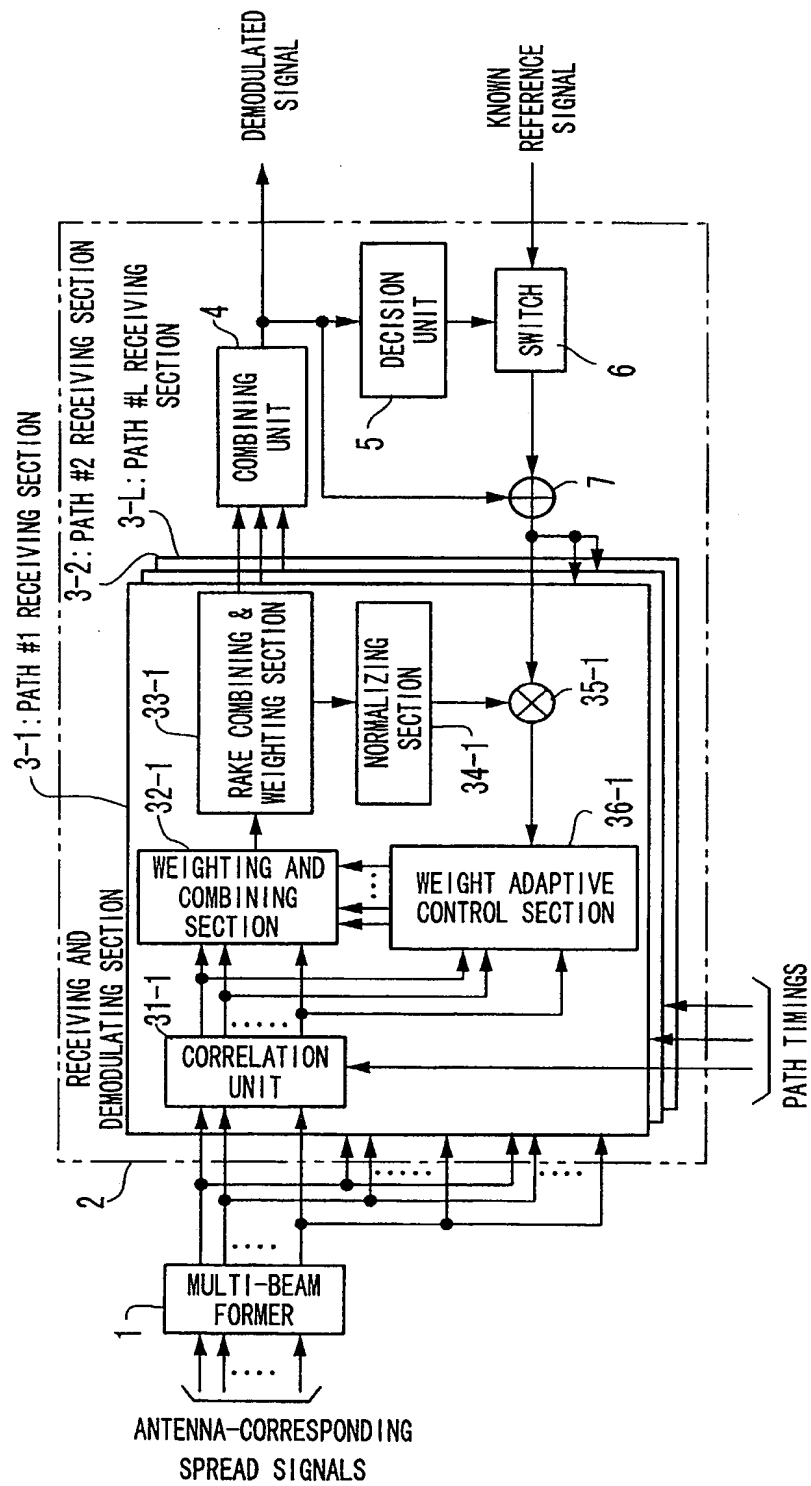 ANTENNA-CORRESPONDING
SPREAD SIGNALS
1
MULTI-BEAM
FORMER
2
RECEIVING AND
DEMODULATING SECTION
3-1: PATH #1 RECEIVING SECTION
3-2: PATH #2 RECEIVING SECTION
3-L: PATH #L RECEIVING
SECTION
31-1
CORRELATION
UNIT
32-1
WEIGHTING AND
COMBINING
SECTION
33-1
RAKE COMBINING &
WEIGHTING SECTION
NORMALIZING
SECTION
34-1
35-1
36-1
WEIGHT ADAPTIVE
CONTROL SECTION
4
COMBINING
UNIT
5
DECISION
UNIT
SWITCH
6
7
DEMODULATED
SIGNAL
KNOWN
REFERENCE
SIGNAL
PATH TIMINGS